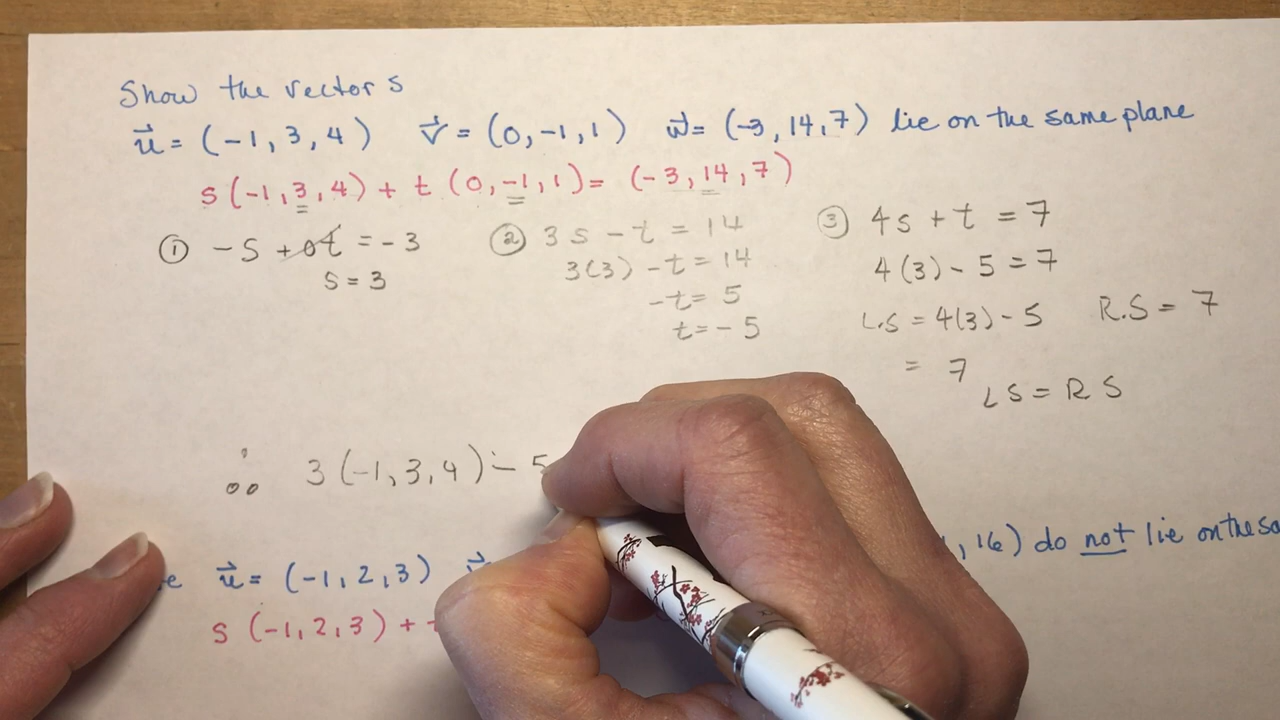 Show the vectors
u⃗ = (-1, 3, 4) v⃗ = (0, -1, 1) w⃗ = (-3, 14, 7) lie on the same plane
s(-1, 3, 4) + t(0, -1, 1) = (-3, 14, 7)
① -s + 0t = -3 ② 3s - t = 14 ③ 4s + t = 7
s = 3 3(3) - t = 14 4(3) - 5 = 7
-t = 5 L.S = 4(3) - 5 R.S = 7
t = -5 = 7
LS = RS
∴ 3(-1, 3, 4) - 5
u⃗ = (-1, 2, 3) , 16) do not lie on the
s(-1, 2, 3) +